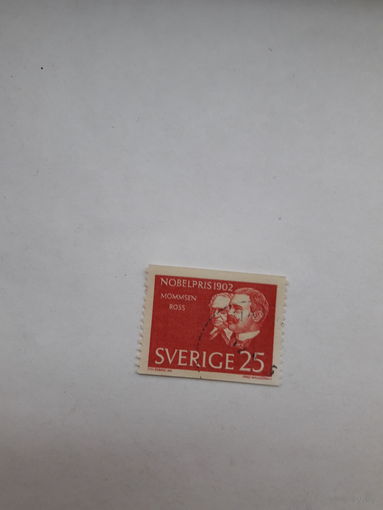 NOBELPRIS 1902
MOMMSEN
ROSS
SVERIGE 25